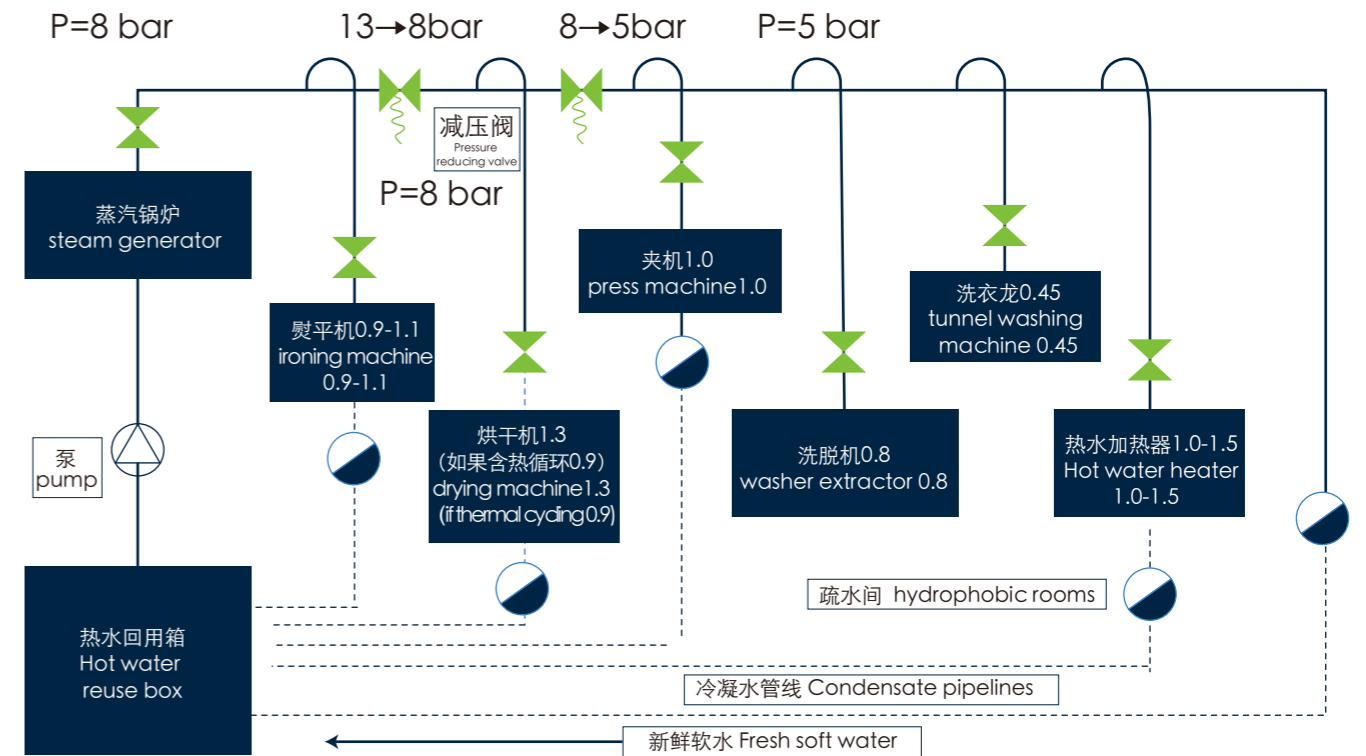 P=8 bar
13→8bar
8→5bar
P=5 bar
减压阀
Pressure
reducing valve
P=8 bar
蒸汽锅炉
steam generator
夹机1.0
press machine1.0
洗衣龙0.45
tunnel washing
machine 0.45
熨平机0.9-1.1
ironing machine
0.9-1.1
烘干机1.3
（如果含热循环0.9）
drying machine1.3
(if thermal cyding 0.9)
洗脱机0.8
washer extractor 0.8
热水加热器1.0-1.5
Hot water heater
1.0-1.5
泵
pump
疏水间 hydrophobic rooms
热水回用箱
Hot water
reuse box
冷凝水管线 Condensate pipelines
新鲜软水 Fresh soft water